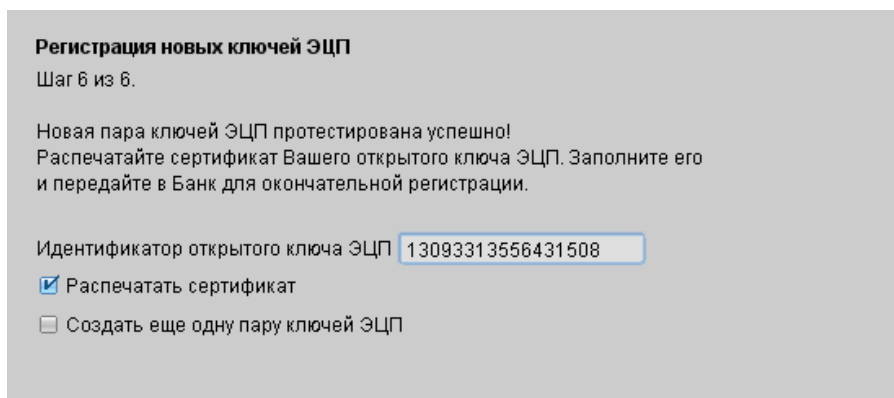 Регистрация новых ключей ЭЦП
Шаг 6 из 6.
Новая пара ключей ЭЦП протестирована успешно!
Распечатайте сертификат Вашего открытого ключа ЭЦП. Заполните его
и передайте в Банк для окончательной регистрации.
Идентификатор открытого ключа ЭЦП 13093313556431508
Распечатать сертификат
Создать еще одну пару ключей ЭЦП